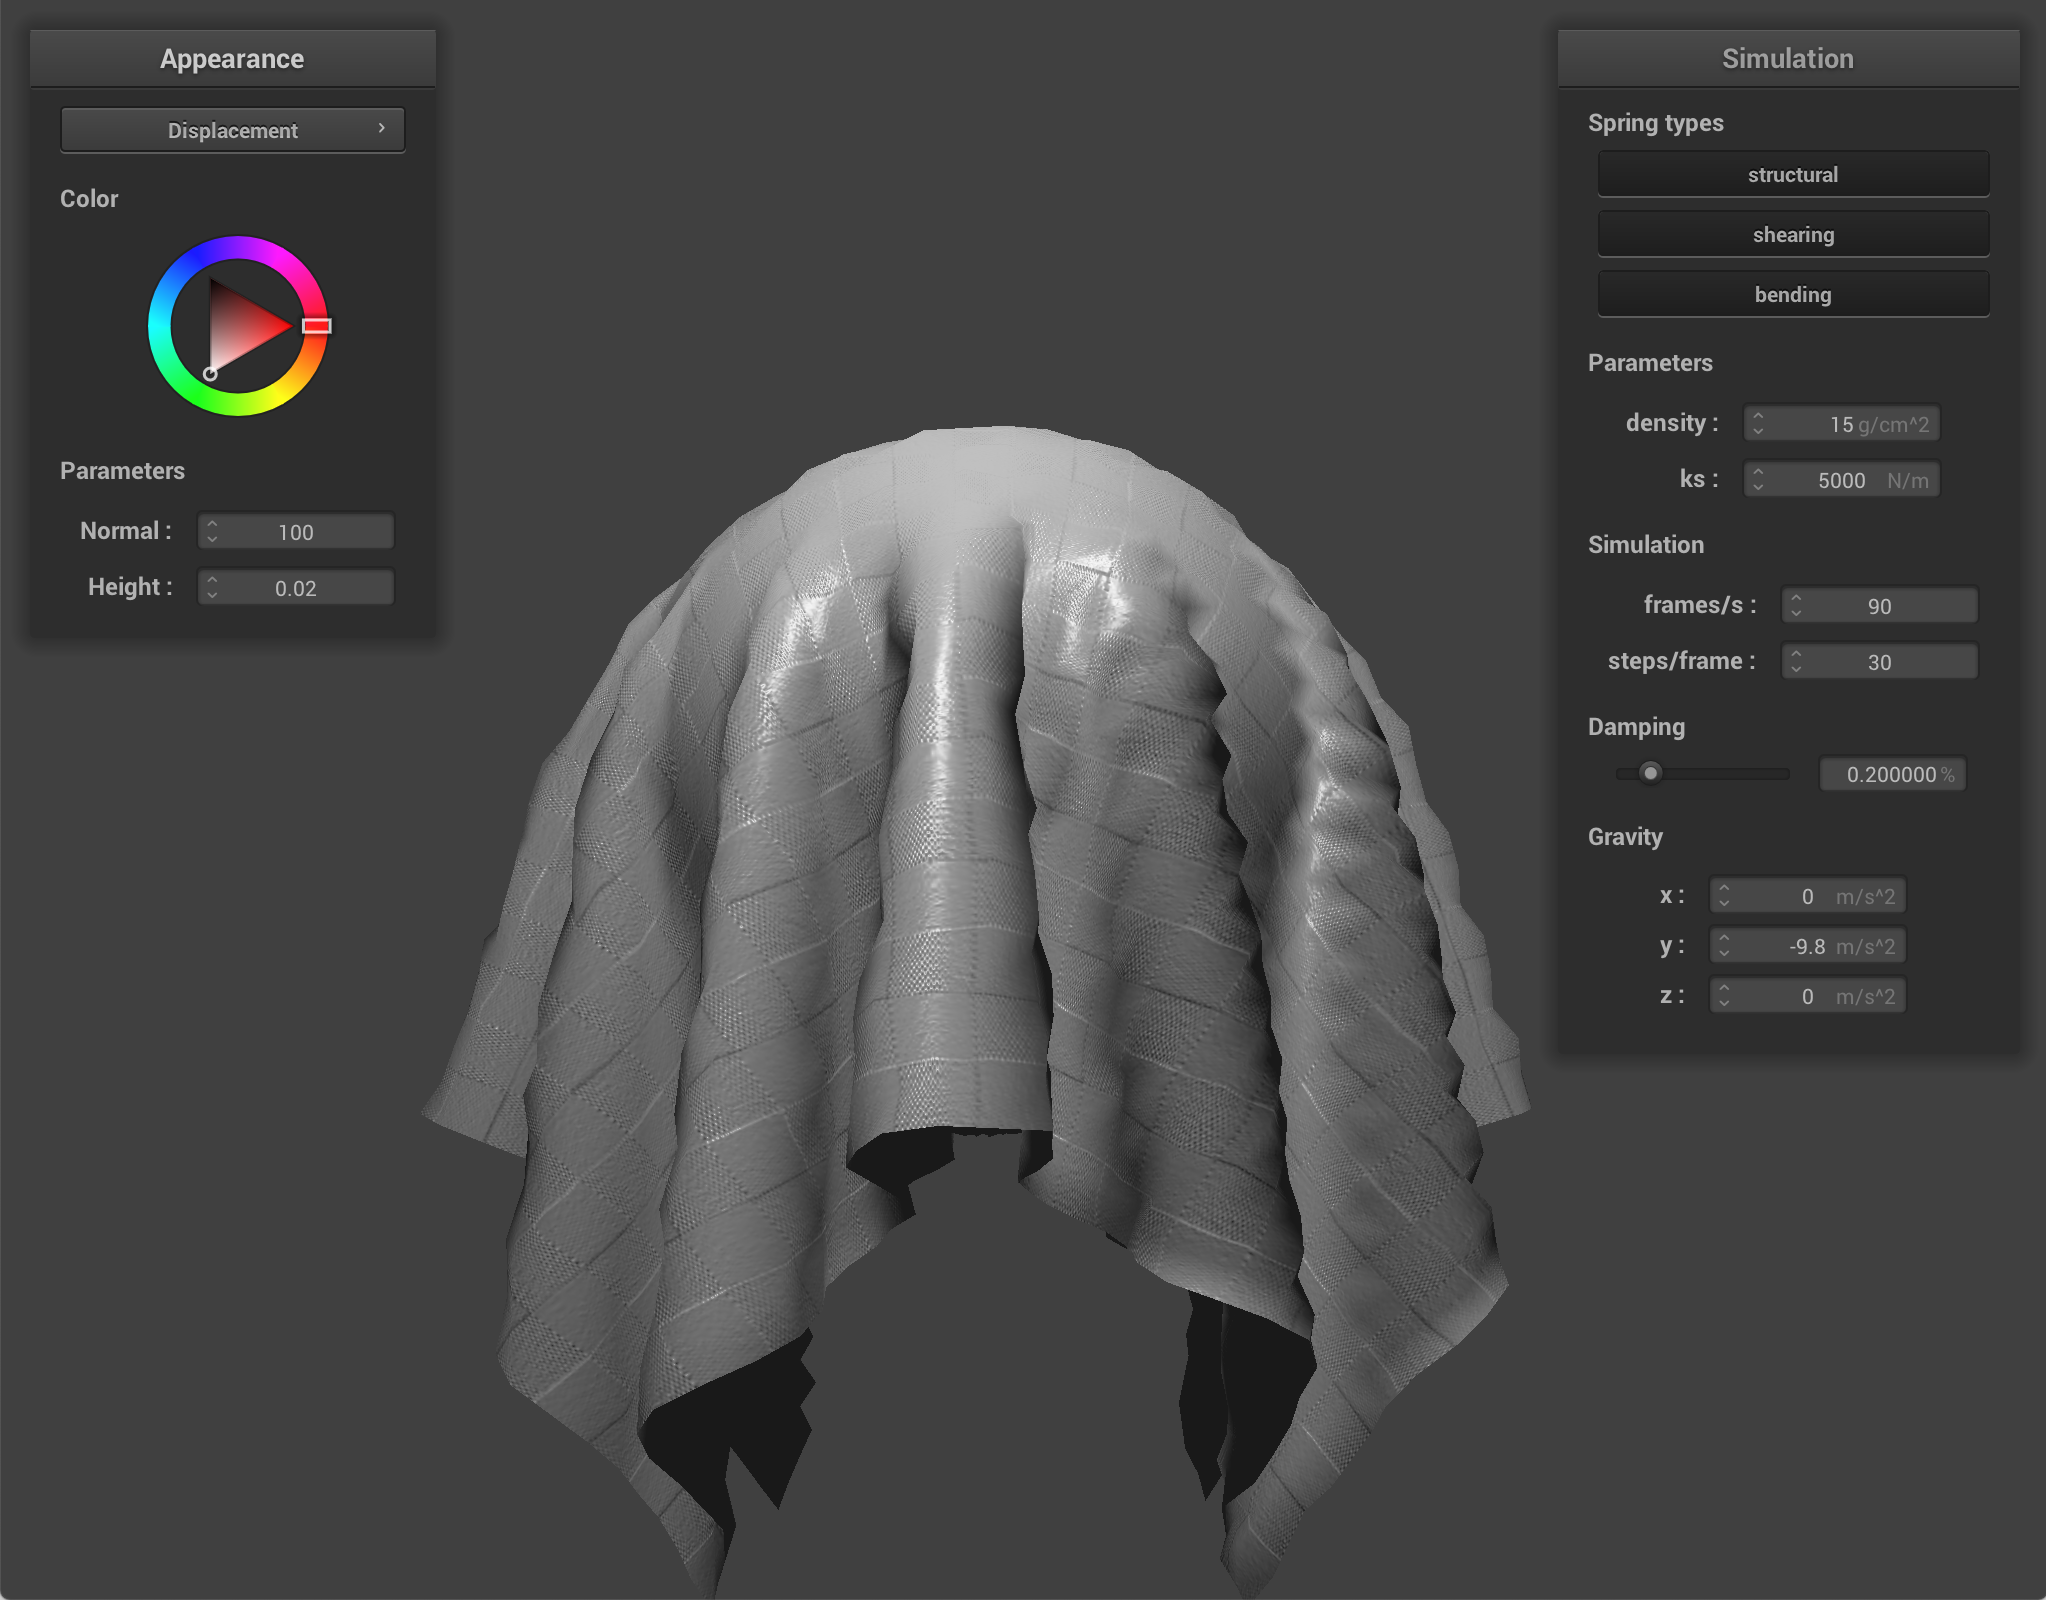 Appearance
Displacement
Color
Parameters
Normal : 100
Height : 0.02
Simulation
Spring types
structural
shearing
bending
Parameters
density : 15 g/cm^2
ks : 5000 N/m
Simulation
frames/s : 90
steps/frame : 30
Damping
0.200000 %
Gravity
x : 0 m/s^2
y : -9.8 m/s^2
z : 0 m/s^2